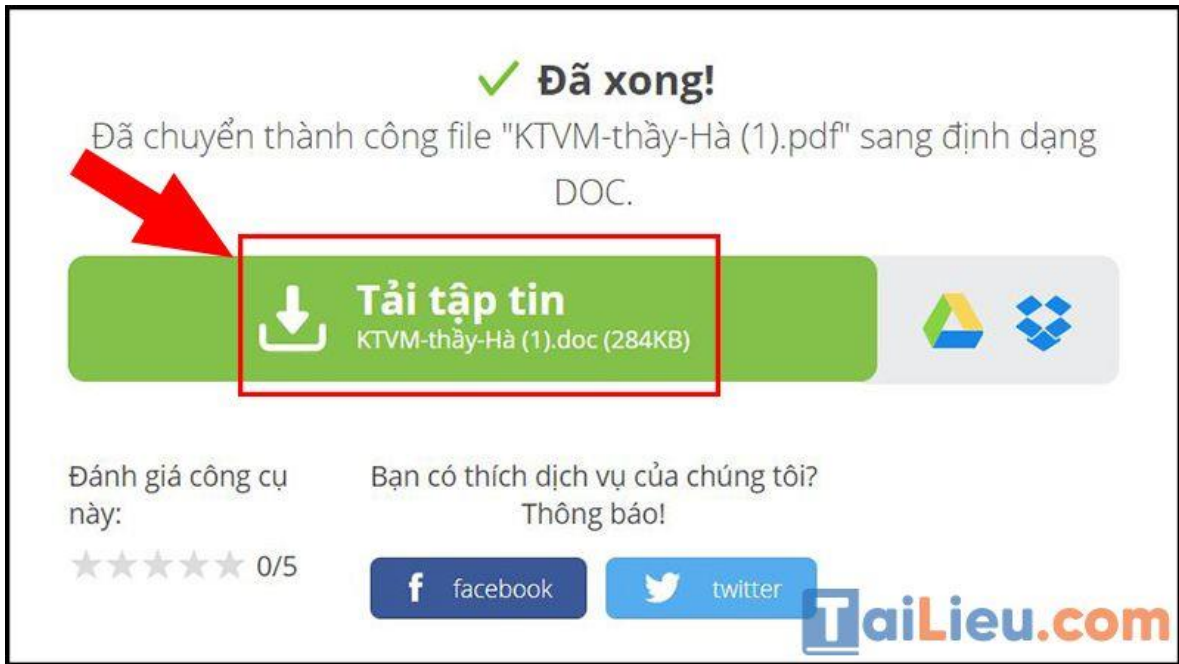 Đã xong!
Đã chuyển thành công file "KTVM-thầy-Hà (1).pdf" sang định dạng
DOC.
Tải tập tin
KTVM-thầy-Hà (1).doc (284KB)
Đánh giá công cụ
này:
0/5
Bạn có thích dịch vụ của chúng tôi?
Thông báo!
f facebook
twitter
TaiLieu.com